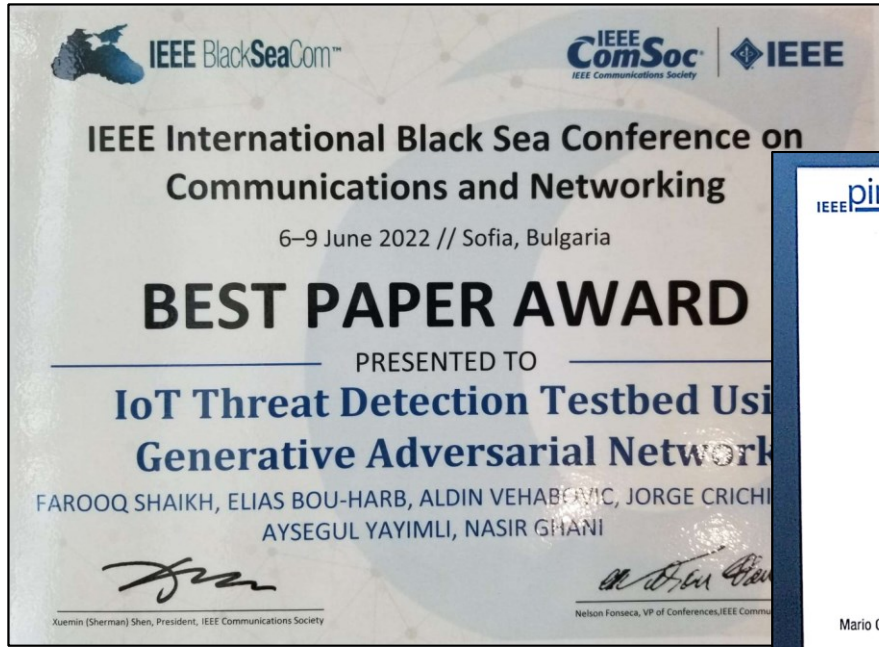 IEEE BlackSeaCom™
IEEE ComSoc®
IEEE Communications Society
IEEE
IEEE International Black Sea Conference on
Communications and Networking
6–9 June 2022 // Sofia, Bulgaria
BEST PAPER AWARD
PRESENTED TO
IoT Threat Detection Testbed Usi
Generative Adversarial Network
FAROOQ SHAIKH, ELIAS BOU-HARB, ALDIN VEHABOVIC, JORGE CRICHI
AYSEGUL YAYIMLI, NASIR GHANI
Xuemin (Sherman) Shen, President, IEEE Communications Society
Nelson Fonseca, VP of Conferences, IEEE Commu
IEEE
Mario